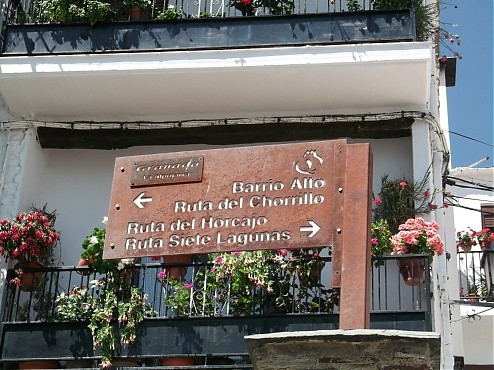 Granada
Barrio Alto
Ruta del Chorrillo
Ruta del Horcajo
Ruta Siete Lagunas